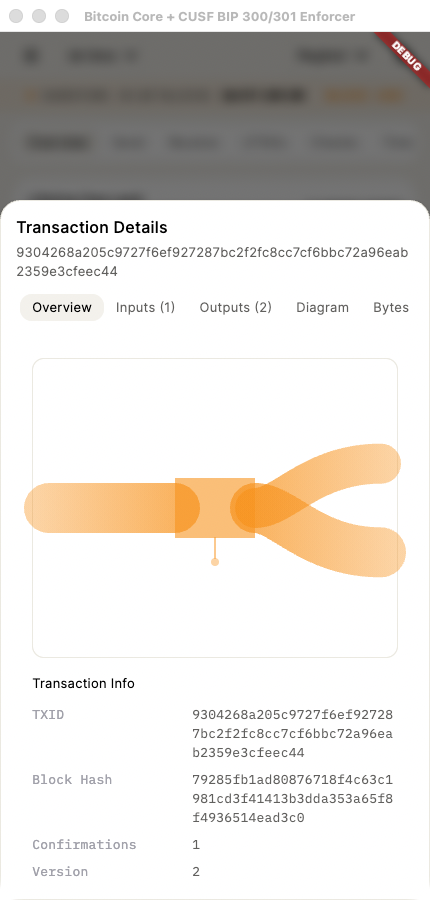 Bitcoin Core + CUSF BIP 300/301 Enforcer
DEBUG
Transaction Details
9304268a205c9727f6ef927287bc2f2fc8cc7cf6bbc72a96eab
2359e3cfeec44
Overview
Inputs (1)
Outputs (2)
Diagram
Bytes
Transaction Info
TXID
9304268a205c9727f6ef92728
7bc2f2fc8cc7cf6bbc72a96ea
b2359e3cfeec44
Block Hash
79285fb1ad80876718f4c63c1
981cd3f41413b3dda353a65f8
f4936514ead3c0
Confirmations
1
Version
2